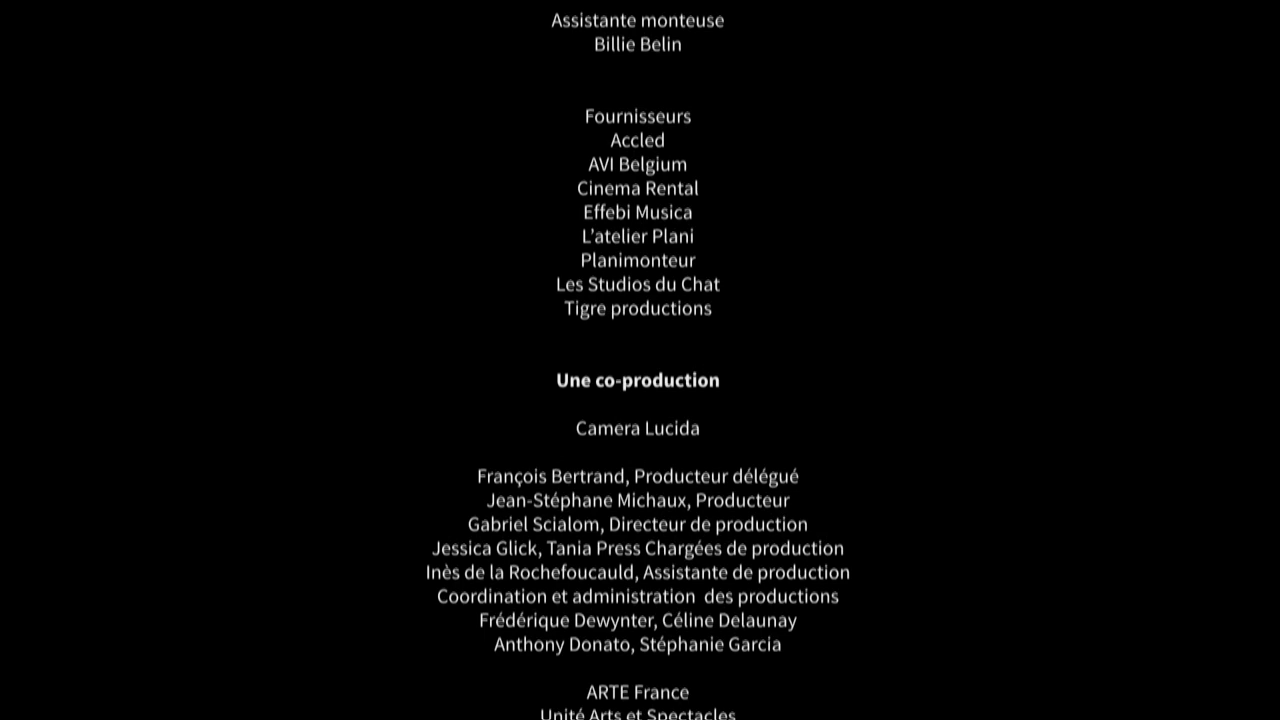 Assistante monteuse
Billie Belin
Fournisseurs
Accled
AVI Belgium
Cinema Rental
Effebi Musica
L’atelier Plani
Planimonteur
Les Studios du Chat
Tigre productions
Une co-production
Camera Lucida
François Bertrand, Producteur délégué
Jean-Stéphane Michaux, Producteur
Gabriel Scialom, Directeur de production
Jessica Glick, Tania Press Chargées de production
Inès de la Rochefoucauld, Assistante de production
Coordination et administration  des productions
Frédérique Dewynter, Céline Delaunay
Anthony Donato, Stéphanie Garcia
ARTE France
Unité Arts et Spectacles